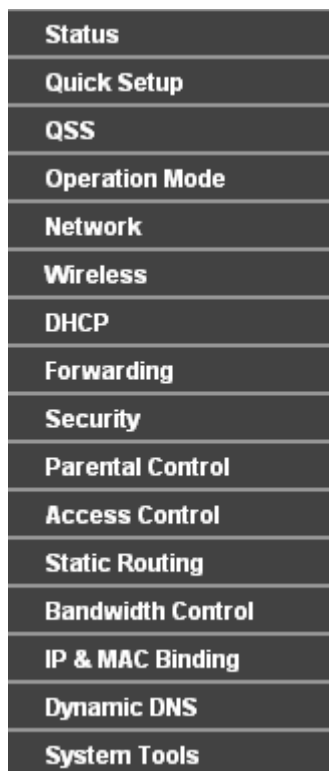 Status
Quick Setup
QSS
Operation Mode
Network
Wireless
DHCP
Forwarding
Security
Parental Control
Access Control
Static Routing
Bandwidth Control
IP & MAC Binding
Dynamic DNS
System Tools